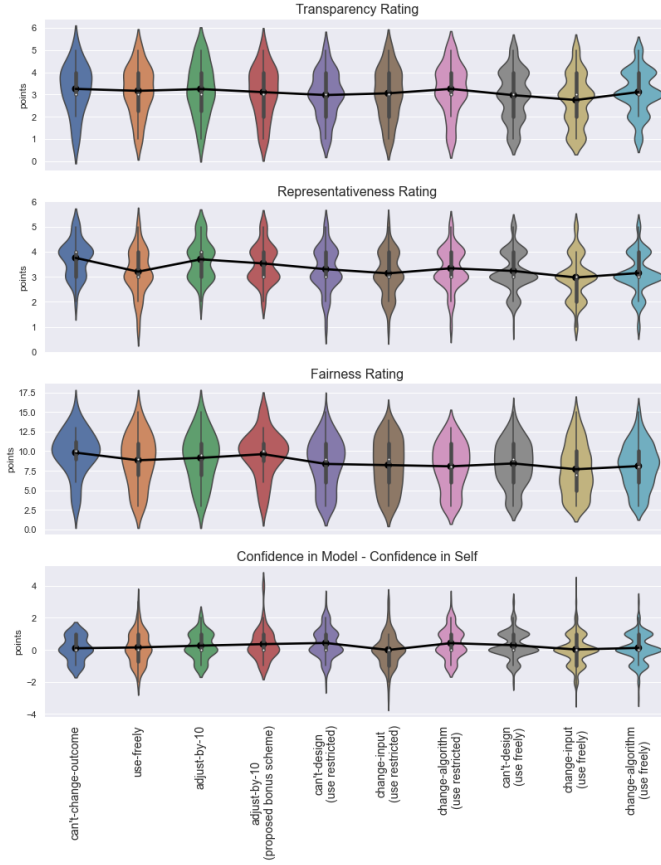 Transparency Rating
6
5
4
3
2
1
0
points
Representativeness Rating
6
5
4
3
2
1
0
points
Fairness Rating
17.5
15.0
12.5
10.0
7.5
5.0
2.5
0.0
points
Confidence in Model - Confidence in Self
4
2
0
−2
−4
points
can't-change-outcome
use-freely
adjust-by-10
adjust-by-10
(proposed bonus scheme)
can't-design
(use restricted)
change-input
(use restricted)
change-algorithm
(use restricted)
can't-design
(use freely)
change-input
(use freely)
change-algorithm
(use freely)